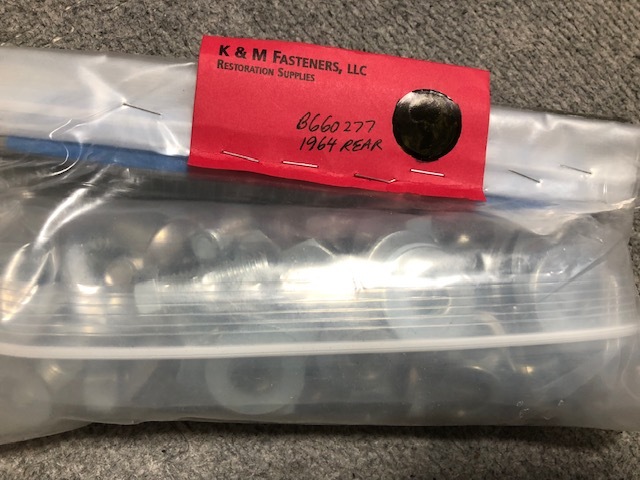 K & M FASTENERS, LLC
RESTORATION SUPPLIES
B660277
1964 REAR